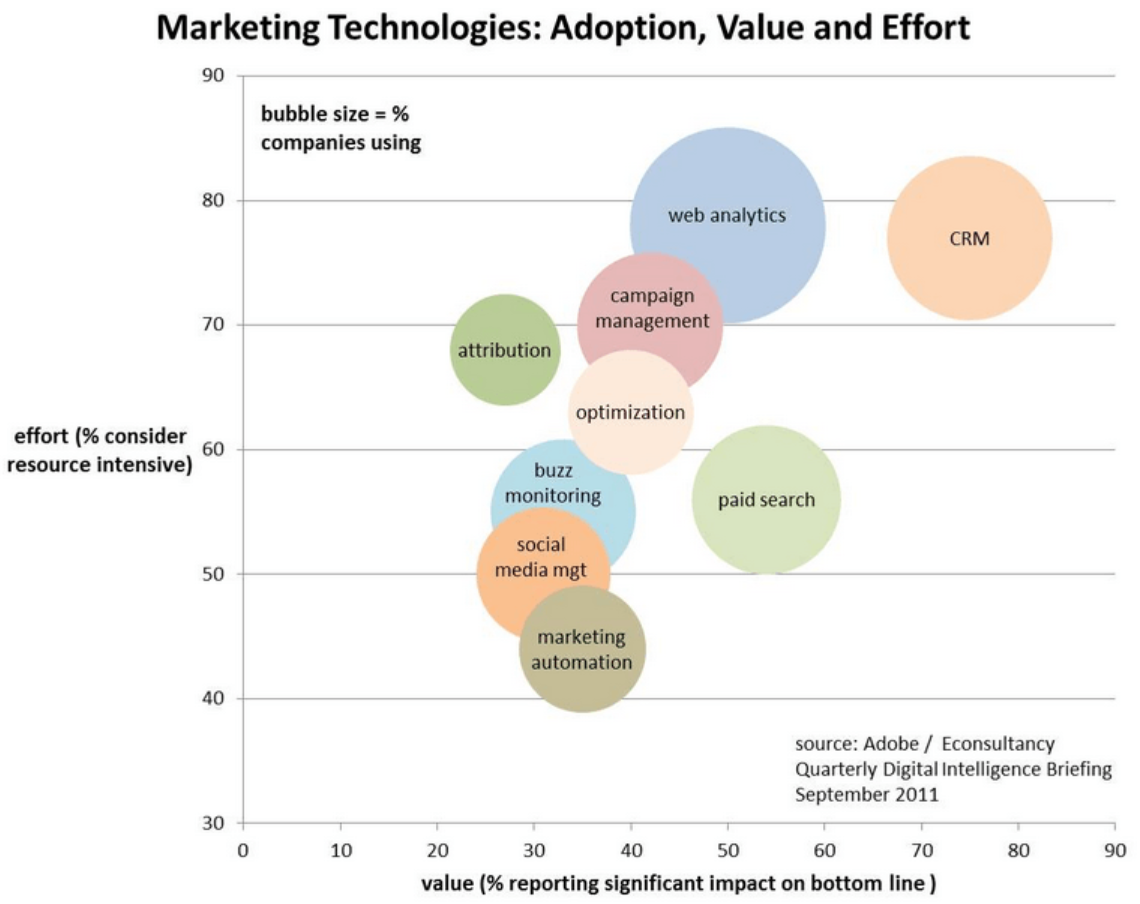 Marketing Technologies: Adoption, Value and Effort
90
bubble size = %
companies using
80
web analytics
CRM
campaign
management
70
attribution
optimization
effort (% consider
resource intensive)
60
buzz
monitoring
paid search
social
media mgt
50
marketing
automation
40
source: Adobe / Econsultancy
Quarterly Digital Intelligence Briefing
September 2011
30
0 10 20 30 40 50 60 70 80 90
value (% reporting significant impact on bottom line )